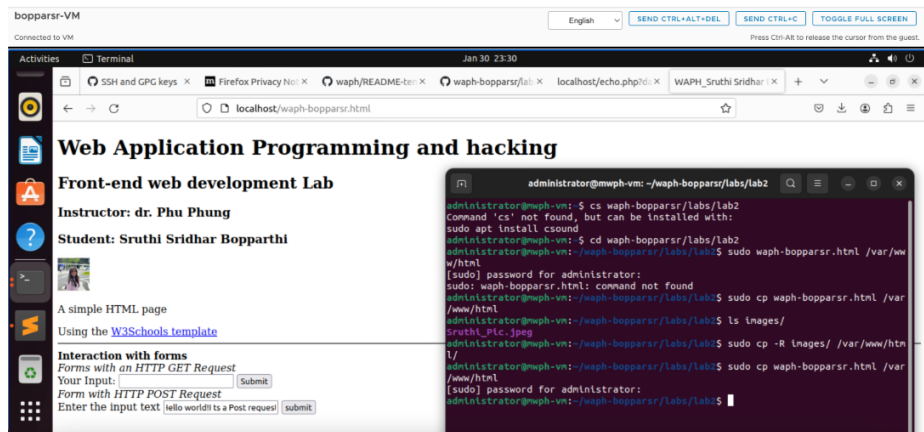 bopparsr-VM
English
SEND CTRL+ALT+DEL
SEND CTRL+C
TOGGLE FULL SCREEN
Connected to VM
Press Ctrl-Alt to release the cursor from the guest.
Activities
Terminal
Jan 30 23:30
SSH and GPG keys
Firefox Privacy Not
waph/README-tem
waph-bopparsr/lab
localhost/echo.php?da
WAPH_Sruthi Sridhar
localhost/waph-bopparsr.html
Web Application Programming and hacking
Front-end web development Lab
Instructor: dr. Phu Phung
Student: Sruthi Sridhar Bopparthi
A simple HTML page
Using the W3Schools template
Interaction with forms
Forms with an HTTP GET Request
Your Input:
Submit
Form with HTTP POST Request
Enter the input text
Hello world!! Its a Post request
submit
administrator@mwph-vm: ~/waph-bopparsr/labs/lab2
administrator@mwph-vm:~$ cs waph-bopparsr/labs/lab2
Command 'cs' not found, but can be installed with:
sudo apt install csound
administrator@mwph-vm:~$ cd waph-bopparsr/labs/lab2
administrator@mwph-vm:~/waph-bopparsr/labs/lab2$ sudo waph-bopparsr.html /var/ww
w/html
[sudo] password for administrator:
sudo: waph-bopparsr.html: command not found
administrator@mwph-vm:~/waph-bopparsr/labs/lab2$ sudo cp waph-bopparsr.html /var
/www/html
administrator@mwph-vm:~/waph-bopparsr/labs/lab2$ ls images/
Sruthi_Pic.jpeg
administrator@mwph-vm:~/waph-bopparsr/labs/lab2$ sudo cp -R images/ /var/www/htm
l/
administrator@mwph-vm:~/waph-bopparsr/labs/lab2$ sudo cp waph-bopparsr.html /var
/www/html
[sudo] password for administrator:
administrator@mwph-vm:~/waph-bopparsr/labs/lab2$